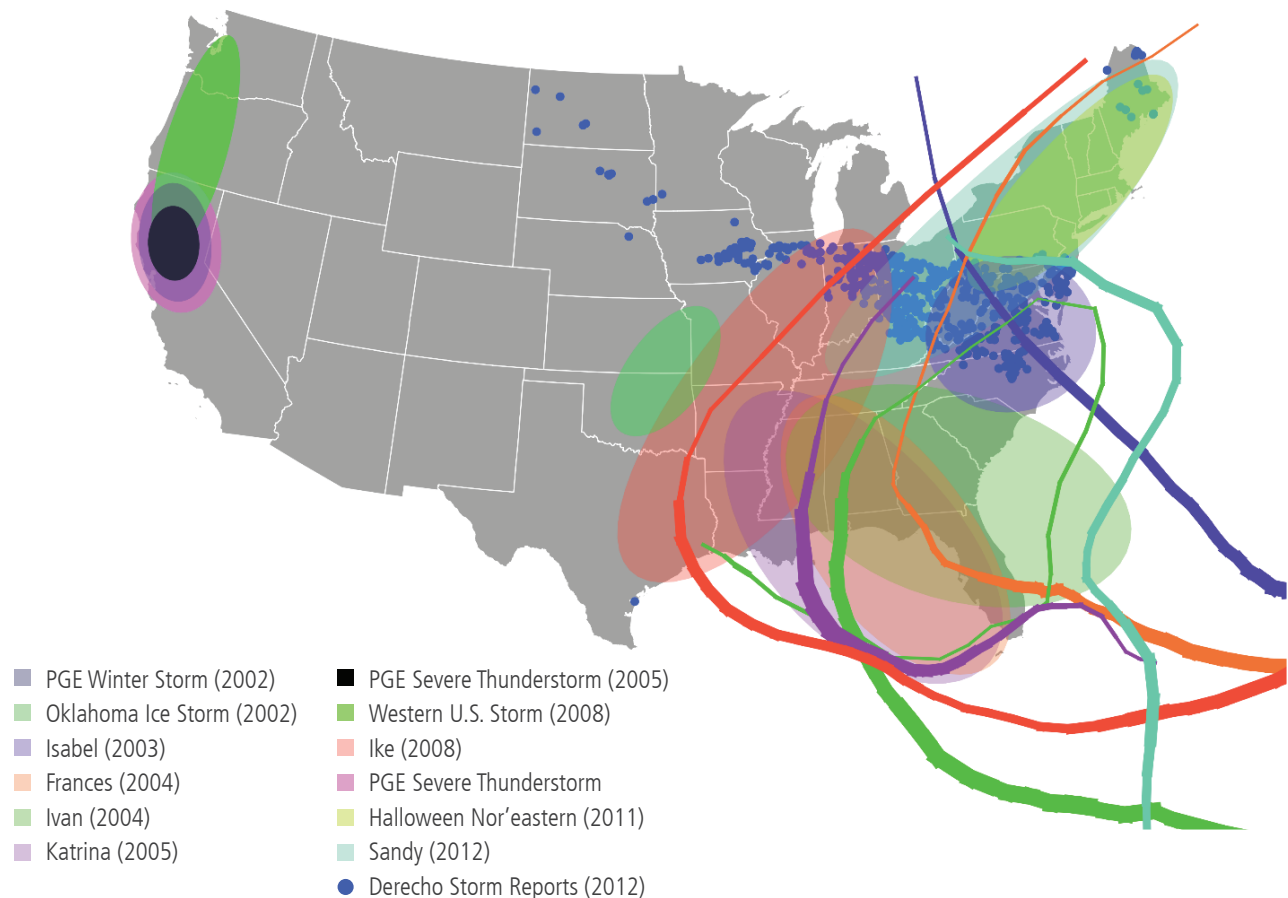 PGE Winter Storm (2002)
Oklahoma Ice Storm (2002)
Isabel (2003)
Frances (2004)
Ivan (2004)
Katrina (2005)
PGE Severe Thunderstorm (2005)
Western U.S. Storm (2008)
Ike (2008)
PGE Severe Thunderstorm
Halloween Nor’eastern (2011)
Sandy (2012)
Derecho Storm Reports (2012)